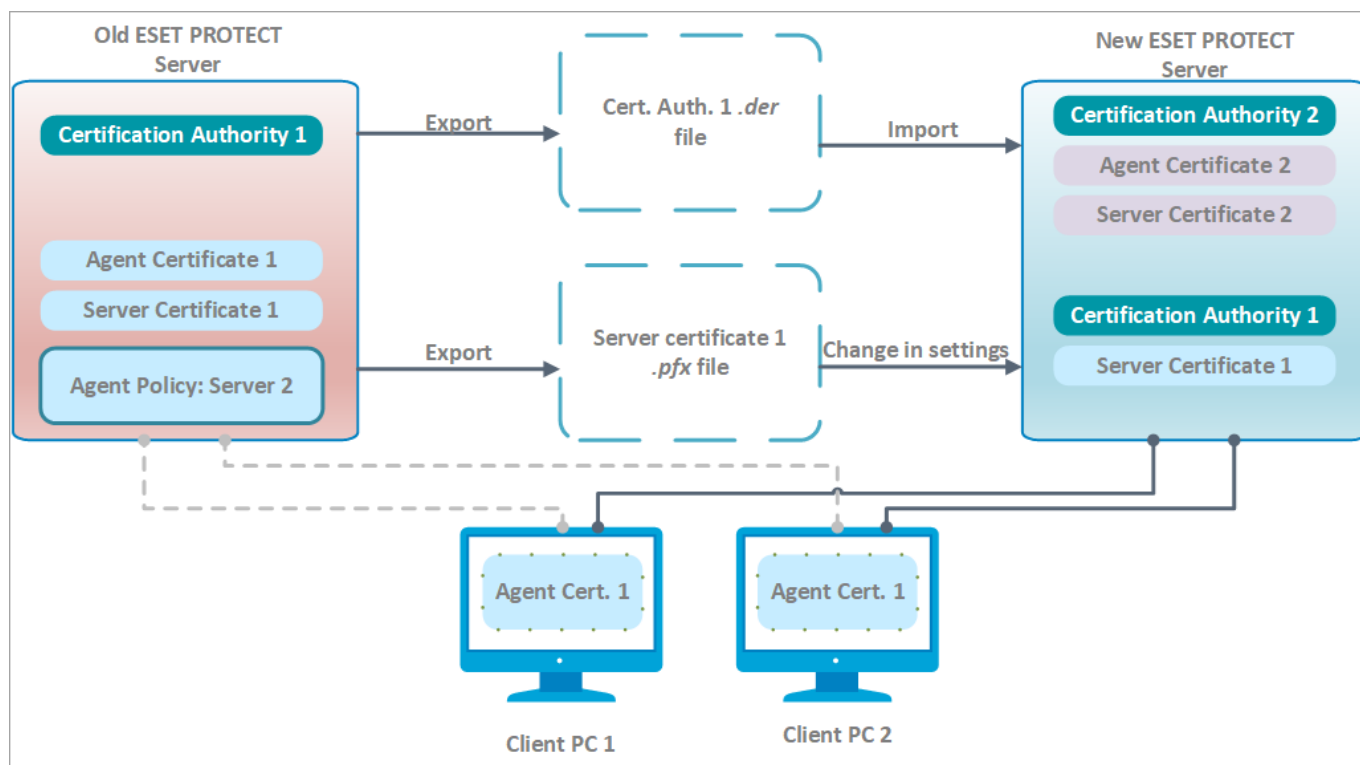 Old ESET PROTECT
Server
New ESET PROTECT
Server
Certification Authority 1
Export
Cert. Auth. 1 .der
file
Import
Certification Authority 2
Agent Certificate 2
Server Certificate 2
Agent Certificate 1
Server Certificate 1
Agent Policy: Server 2
Export
Server certificate 1
.pfx file
Change in settings
Certification Authority 1
Server Certificate 1
Agent Cert. 1
Agent Cert. 1
Client PC 1
Client PC 2